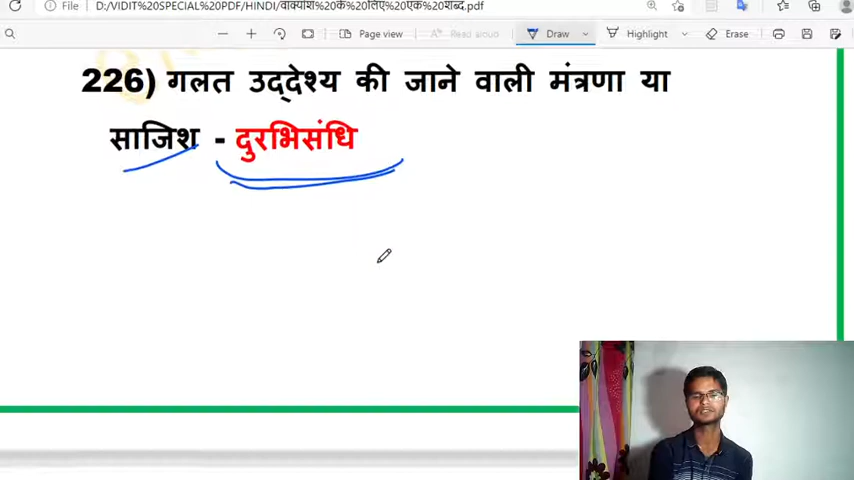 File
D:/VIDIT%20SPECIAL%20PDF/HINDI/वाक्यांश%20के%20लिए%20एक%20शब्द.pdf
Page view
Read aloud
Draw
Highlight
Erase
226) गलत उद्देश्य की जाने वाली मंत्रणा या
साजिश - दुरभिसंधि